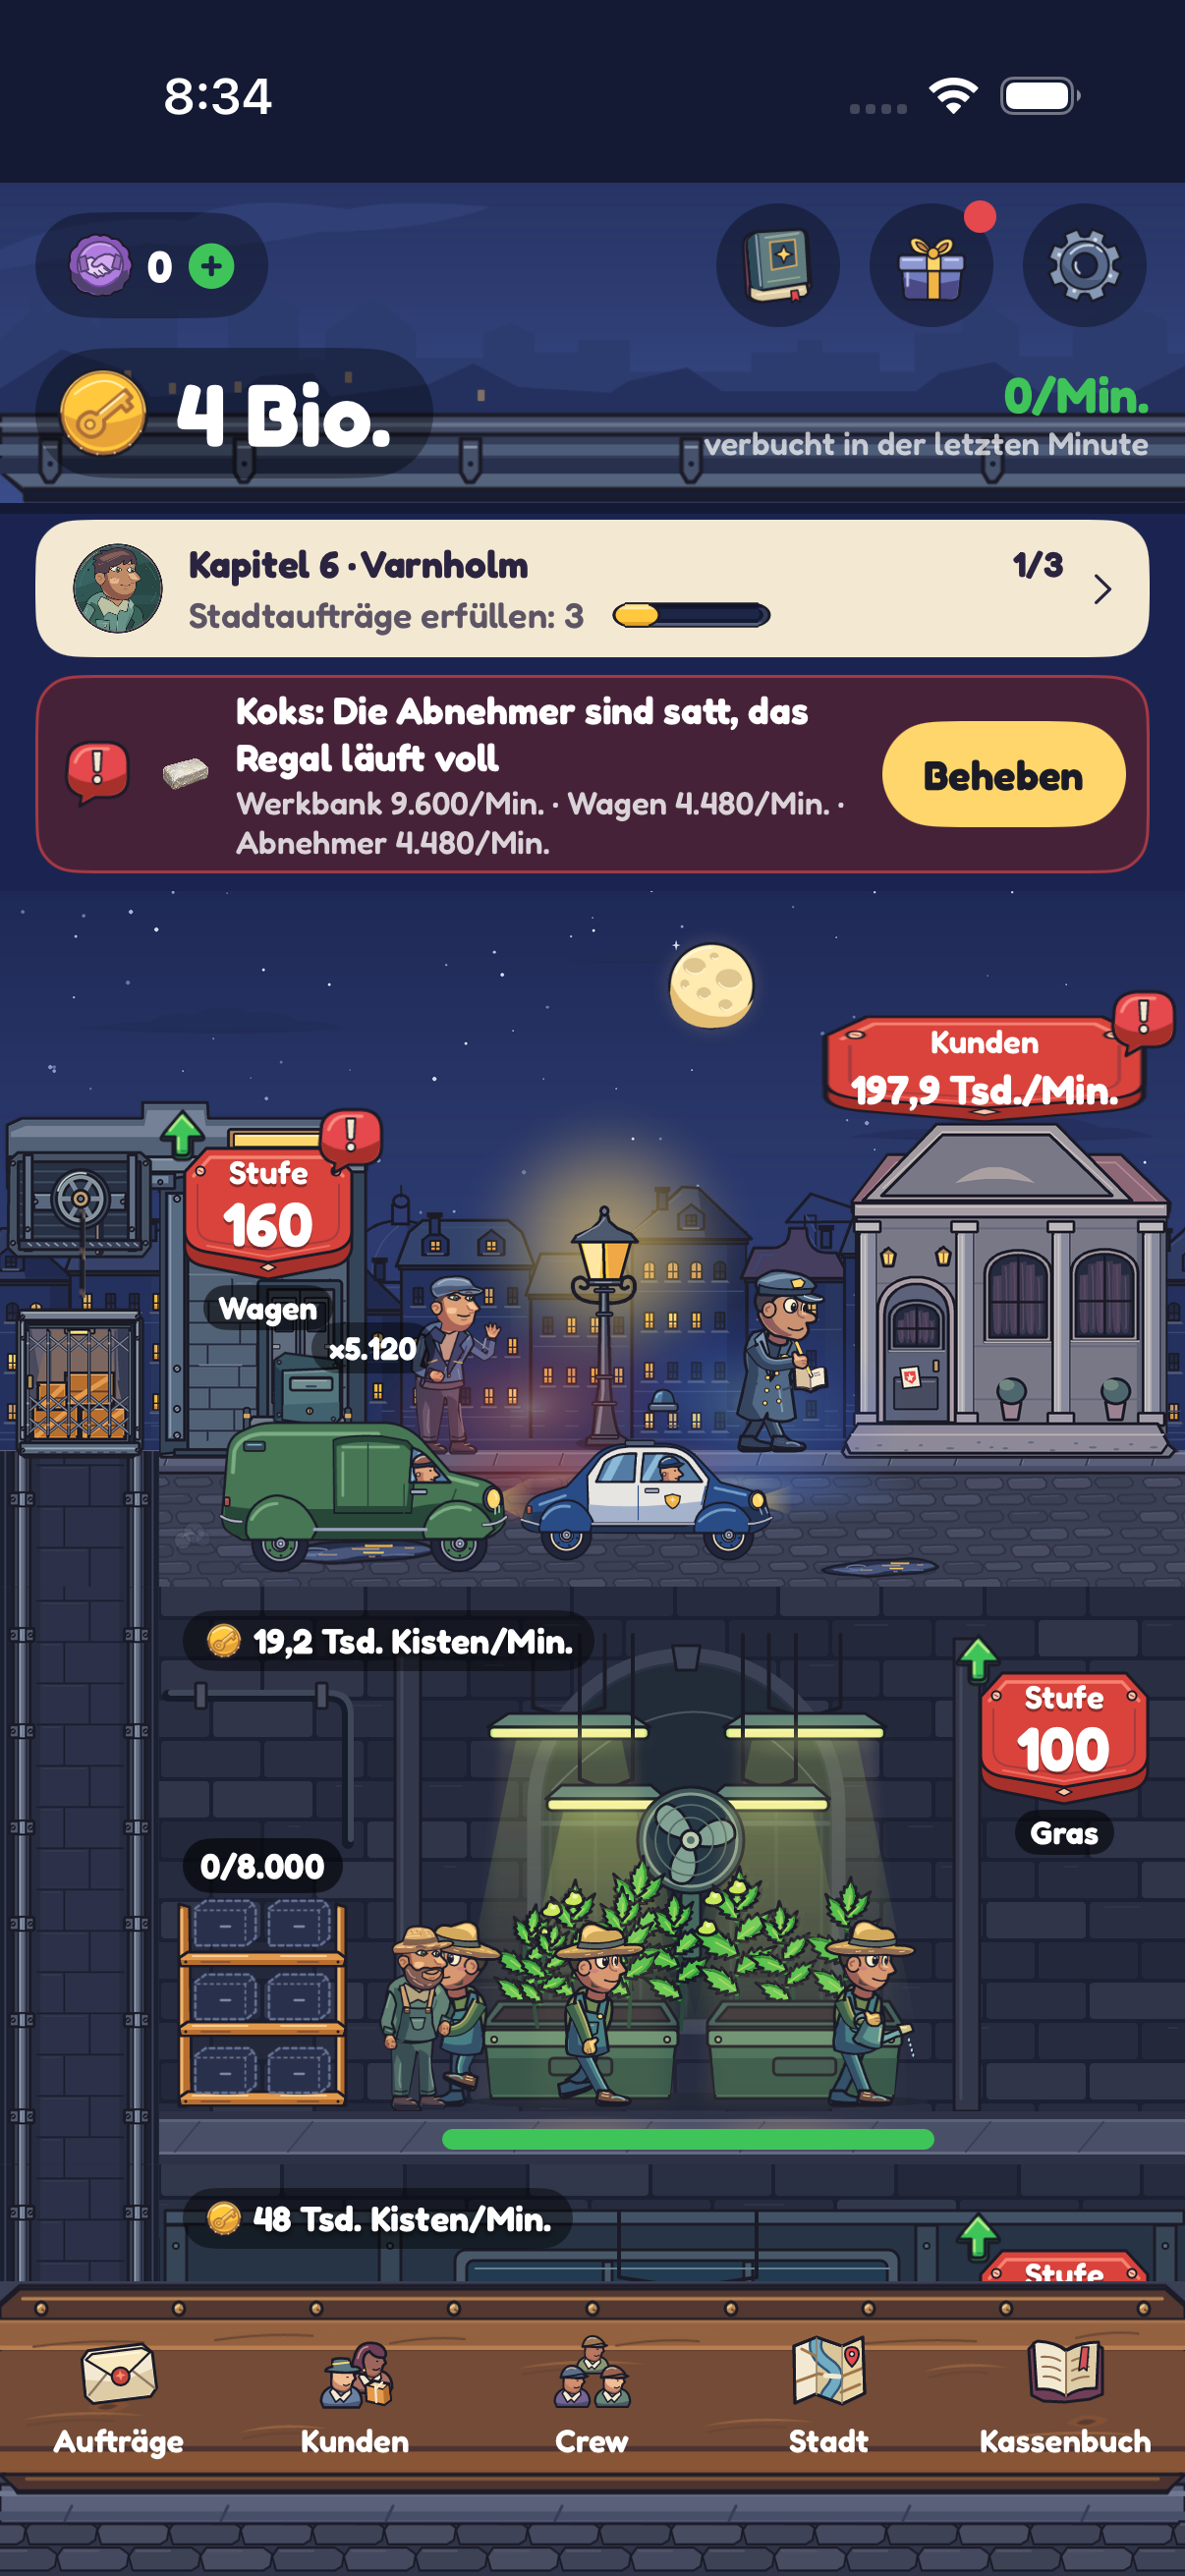 8:34
0
4 Bio.
0/Min.
verbucht in der letzten Minute
Kapitel 6 · Varnholm
1/3
Stadtaufträge erfüllen: 3
Koks: Die Abnehmer sind satt, das
Regal läuft voll
Werkbank 9.600/Min. · Wagen 4.480/Min. ·
Abnehmer 4.480/Min.
Beheben
Kunden
197,9 Tsd./Min.
Stufe
160
Wagen
x5.120
19,2 Tsd. Kisten/Min.
Stufe
100
Gras
0/8.000
48 Tsd. Kisten/Min.
Stufe
Aufträge
Kunden
Crew
Stadt
Kassenbuch